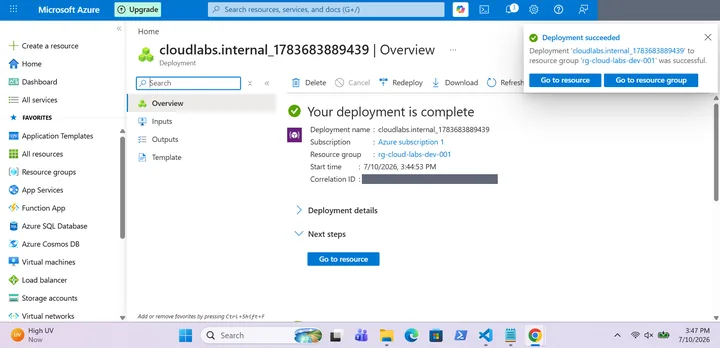 Microsoft Azure
Upgrade
Search resources, services, and docs (G+/)
1
Create a resource
Home
Dashboard
All services
FAVORITES
Application Templates
All resources
Resource groups
App Services
Function App
Azure SQL Database
Azure Cosmos DB
Virtual machines
Load balancer
Storage accounts
Virtual networks
Home
cloudlabs.internal_1783683889439 | Overview
Deployment
Search
Overview
Inputs
Outputs
Template
Add or remove favorites by pressing Ctrl+Shift+F
Delete
Cancel
Redeploy
Download
Refresh
Your deployment is complete
Deployment name : cloudlabs.internal_1783683889439
Subscription : Azure subscription 1
Resource group : rg-cloud-labs-dev-001
Start time : 7/10/2026, 3:44:53 PM
Correlation ID :
Deployment details
Next steps
Go to resource
Deployment succeeded
Deployment 'cloudlabs.internal_1783683889439' to
resource group 'rg-cloud-labs-dev-001' was successful.
Go to resource
Go to resource group
High UV
Now
Search
3:47 PM
7/10/2026